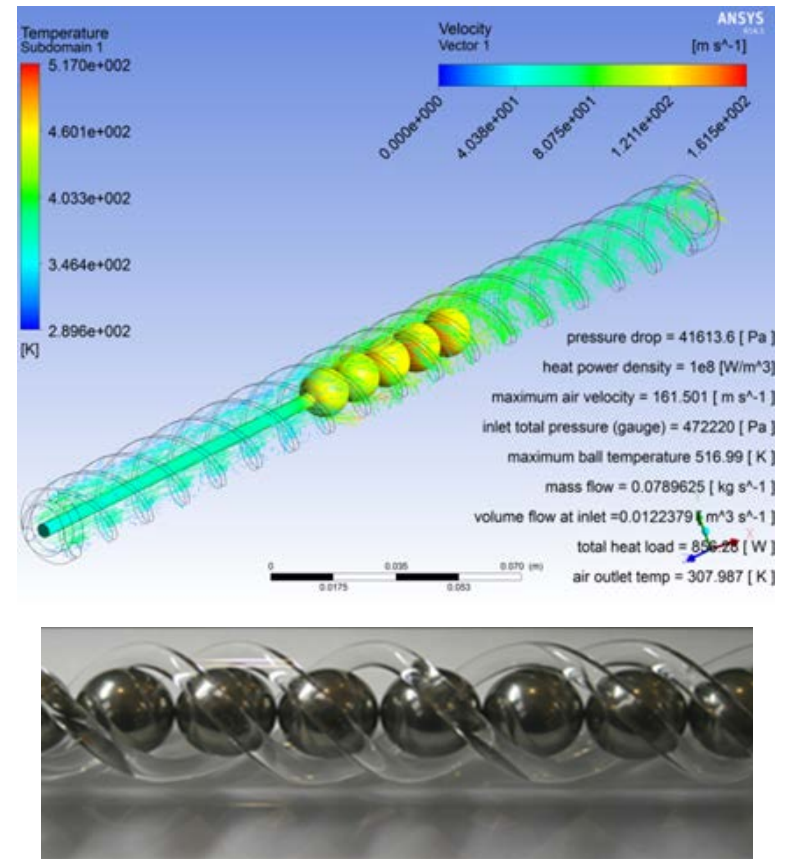 ANSYS
Temperature
Subdomain 1
5.170e+002
4.601e+002
4.033e+002
3.464e+002
2.896e+002
[K]
Velocity
Vector 1
[m s^-1]
0.000e+000
4.038e+001
8.075e+001
1.211e+002
1.615e+002
pressure drop = 41613.6 [ Pa ]
heat power density = 1e8 [W/m^3]
maximum air velocity = 161.501 [ m s^-1 ]
inlet total pressure (gauge) = 472220 [ Pa ]
maximum ball temperature 516.99 [ K ]
mass flow = 0.0789625 [ kg s^-1 ]
volume flow at inlet =0.0122379 [ m^3 s^-1 ]
total heat load = 856.28 [ W ]
air outlet temp = 307.987 [ K ]
0
0.035
0.070 (m)
0.0175
0.053